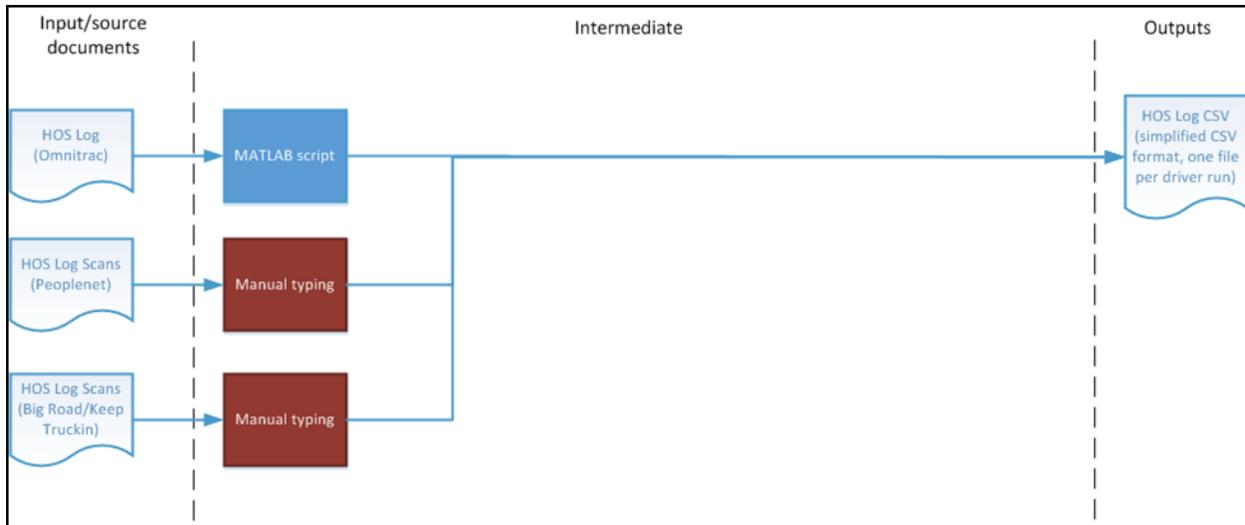 Input/source
documents
Intermediate
Outputs
HOS Log
(Omnitrac)
MATLAB script
HOS Log CSV
(simplified CSV
format, one file
per driver run)
HOS Log Scans
(Peoplenet)
Manual typing
HOS Log Scans
(Big Road/Keep
Truckin)
Manual typing